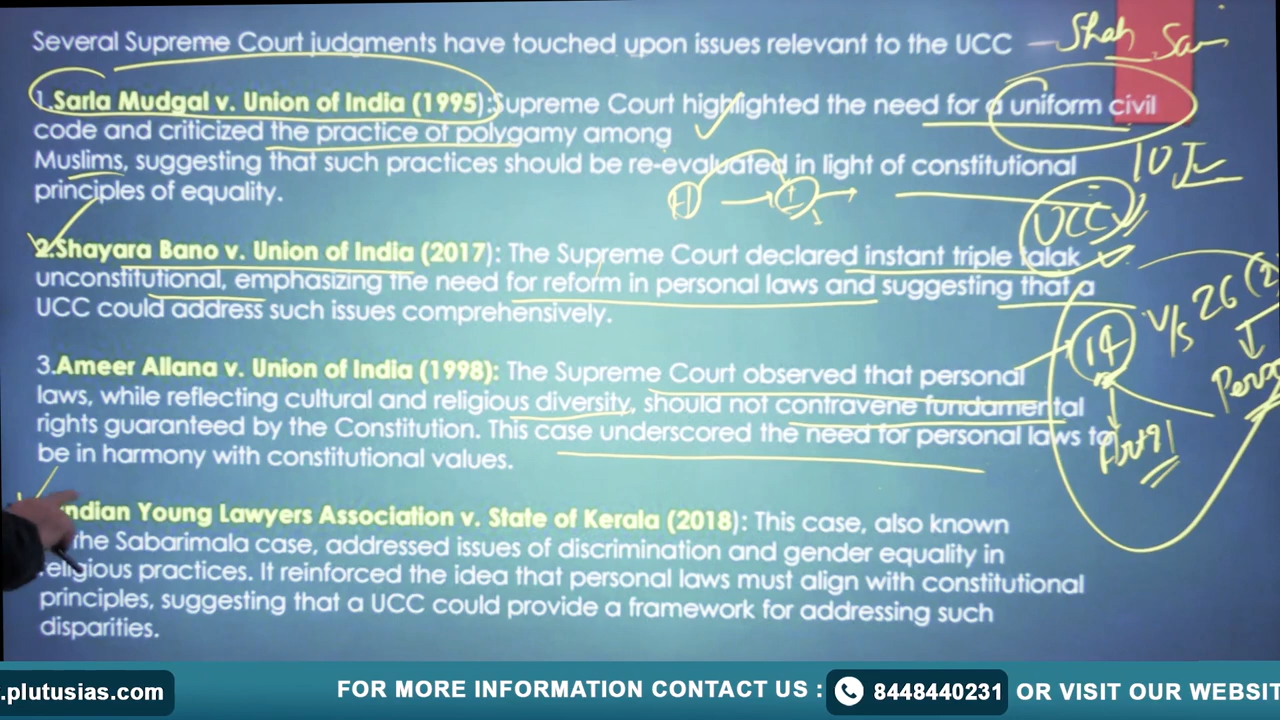 Several Supreme Court judgments have touched upon issues relevant to the UCC — Shah
1.Sarla Mudgal v. Union of India (1995):Supreme Court highlighted the need for a uniform civil
code and criticized the practice of polygamy among
Muslims, suggesting that such practices should be re-evaluated in light of constitutional
principles of equality.
UCC
2.Shayara Bano v. Union of India (2017): The Supreme Court declared instant triple talak
unconstitutional, emphasizing the need for reform in personal laws and suggesting that a
UCC could address such issues comprehensively.
14 V/S 26 (2
3.Ameer Allana v. Union of India (1998): The Supreme Court observed that personal
laws, while reflecting cultural and religious diversity, should not contravene fundamental
rights guaranteed by the Constitution. This case underscored the need for personal laws to
be in harmony with constitutional values.
Indian Young Lawyers Association v. State of Kerala (2018): This case, also known
the Sabarimala case, addressed issues of discrimination and gender equality in
religious practices. It reinforced the idea that personal laws must align with constitutional
principles, suggesting that a UCC could provide a framework for addressing such
disparities.
.plutusias.com FOR MORE INFORMATION CONTACT US : 8448440231 OR VISIT OUR WEBSIT